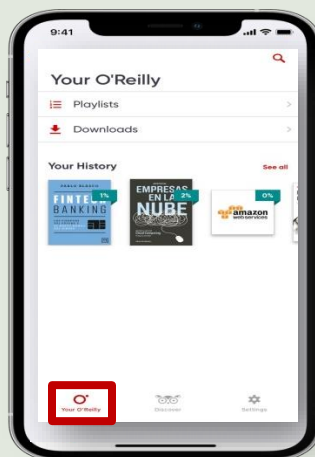 9:41
Your O'Reilly
Playlists
Downloads
Your History
See all
1%
2%
0%
FINTECH
BANKING
EMPRESAS
EN LA
NUBE
amazon
web services
Your O'Reilly
Discover
Settings